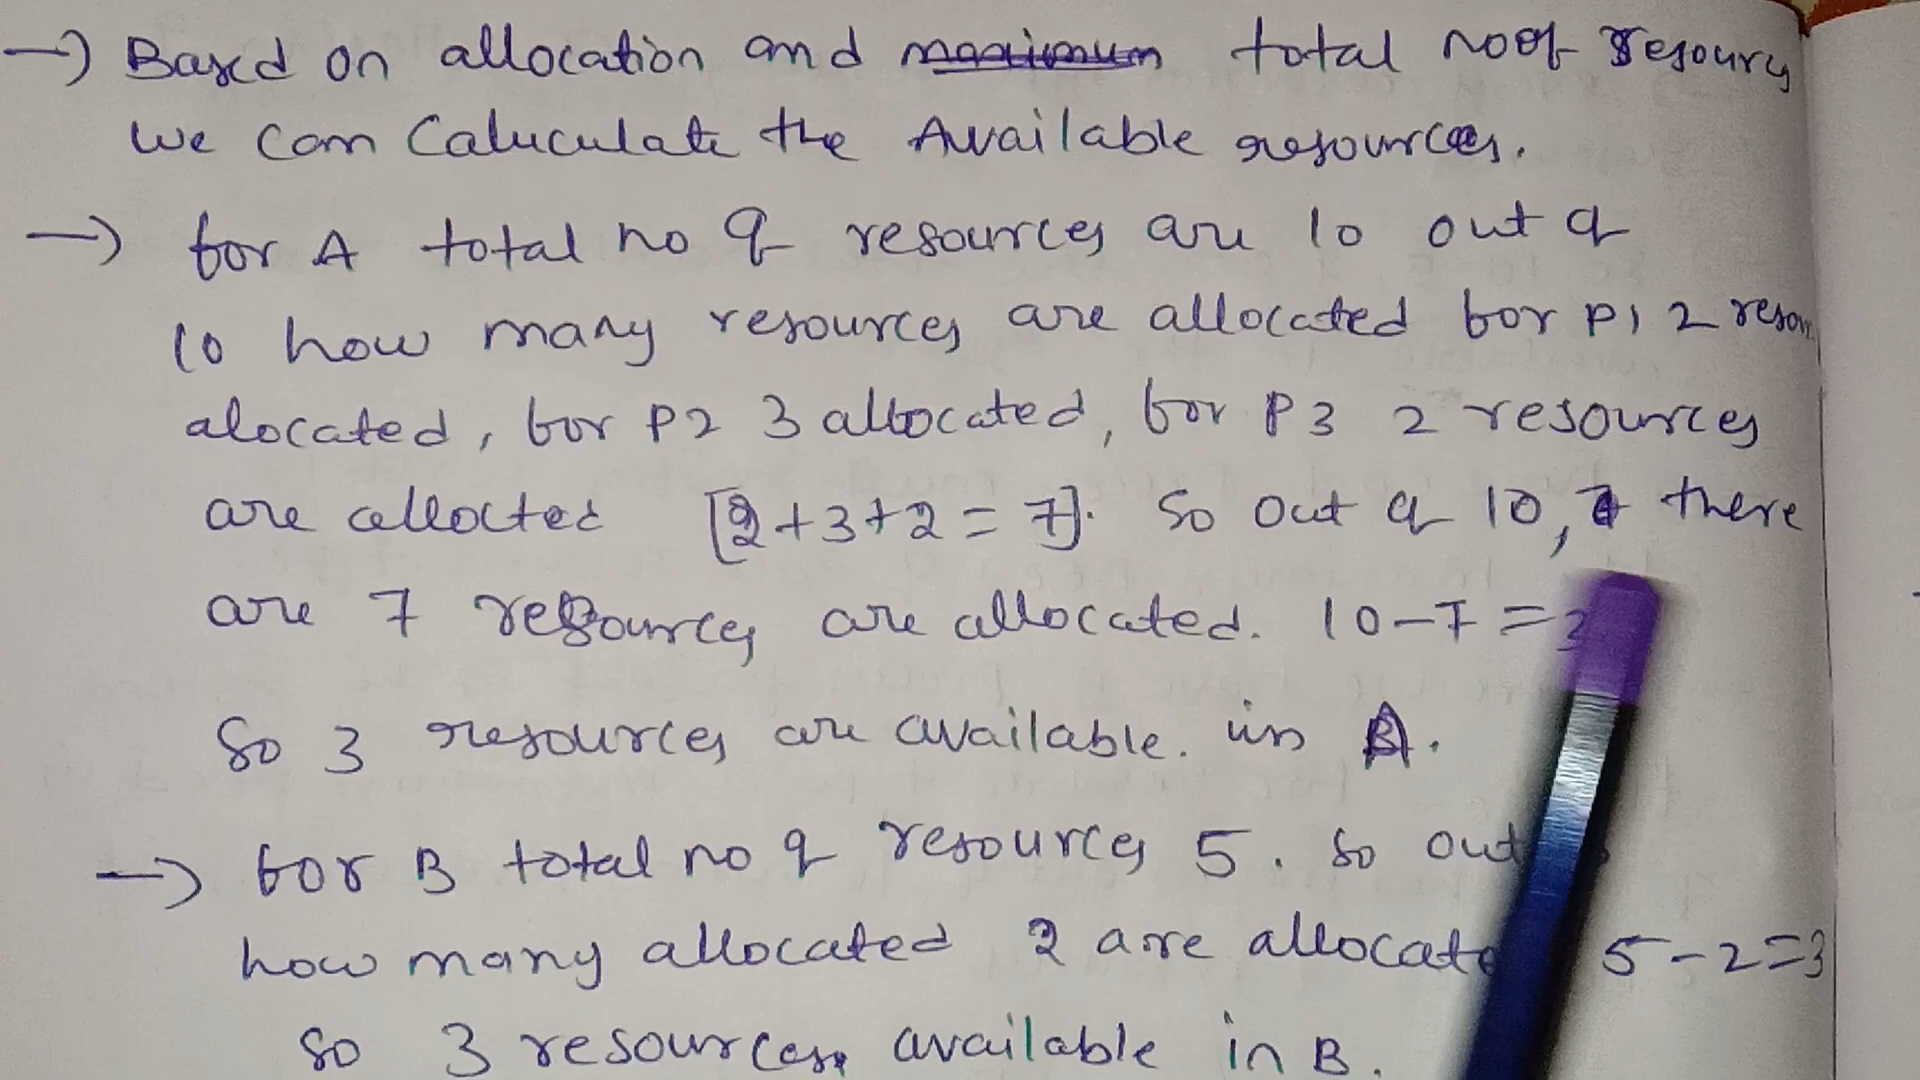 → Based on allocation and maximum total no of resourcs
we can Caluculate the Available resources.
→ for A total no of resources are 10 out of
10 how many resources are allocated for P1 2 resour
alocated, for P2 3 allocated, for P3 2 resources
are allocted [2+3+2=7]. So out of 10, there
are 7 resources are allocated. 10-7=3
So 3 resources are available. in A.
→ for B total no of resources 5. So out
how many allocated 2 are allocate 5-2=3
So 3 resources available in B.